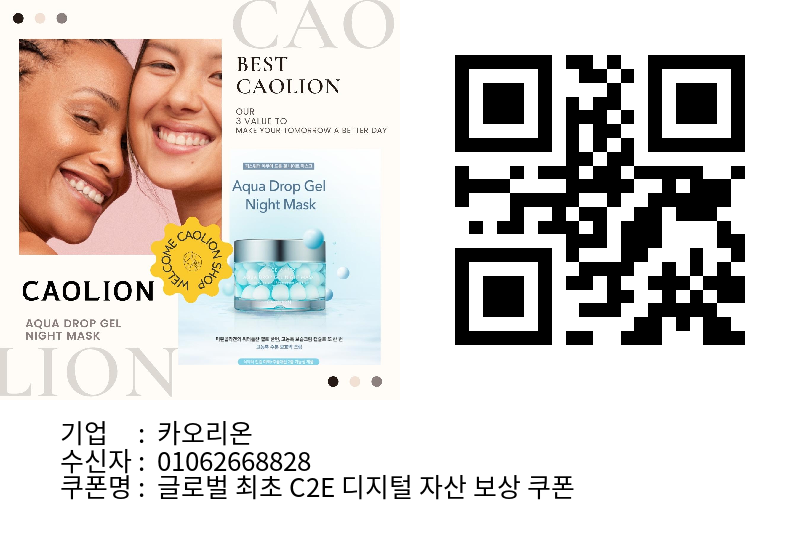 CAO
BEST
CAOLION
OUR
3 VALUE TO
MAKE YOUR TOMORROW A BETTER DAY
Aqua Drop Gel
Night Mask
WELCOME CAOLION SHOP
CAOLION
AQUA DROP GEL
NIGHT MASK
LION
기업 : 카오리온
수신자 : 01062668828
쿠폰명 : 글로벌 최초 C2E 디지털 자산 보상 쿠폰